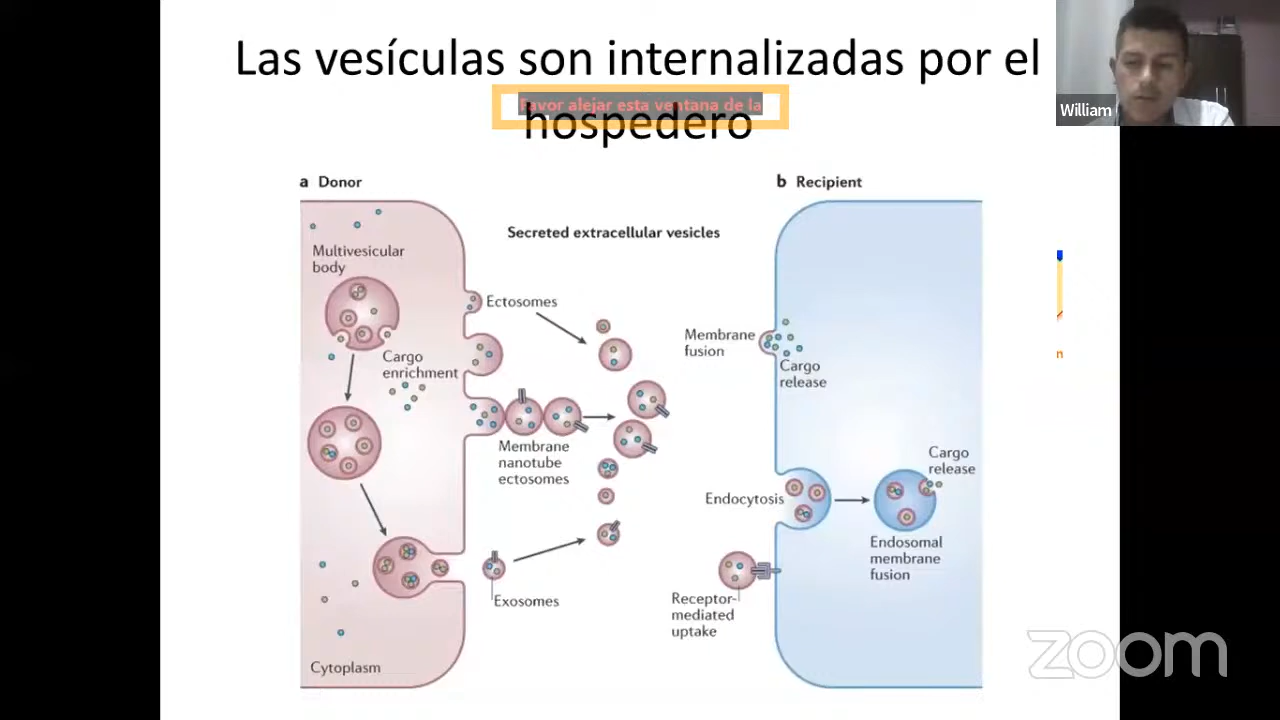 Las vesículas son internalizadas por el
hospedero
Favor alejar esta ventana de la
William
a Donor
b Recipient
Secreted extracellular vesicles
Multivesicular
body
Ectosomes
Cargo
enrichment
Membrane
nanotube
ectosomes
Exosomes
Cytoplasm
Membrane
fusion
Cargo
release
Endocytosis
Cargo
release
Endosomal
membrane
fusion
Receptor-
mediated
uptake
n
zoom